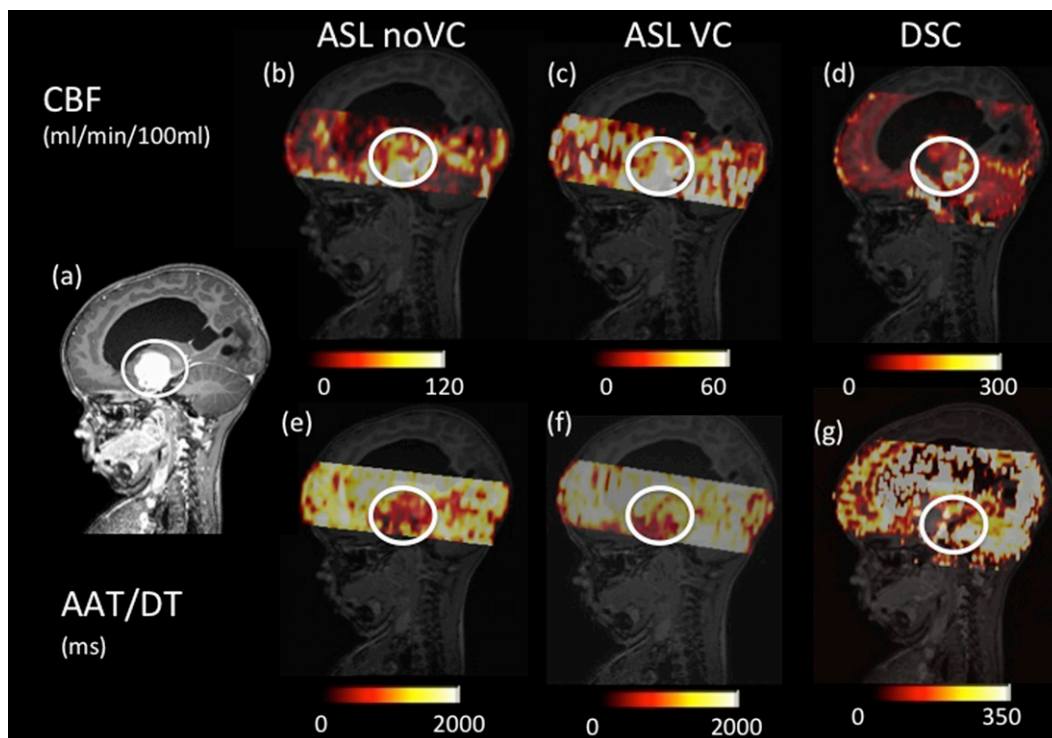 ASL noVC
ASL VC
DSC
CBF
(ml/min/100ml)
(b)
(c)
(d)
0
120
0
60
0
300
(a)
(e)
(f)
(g)
AAT/DT
(ms)
0
2000
0
2000
0
350